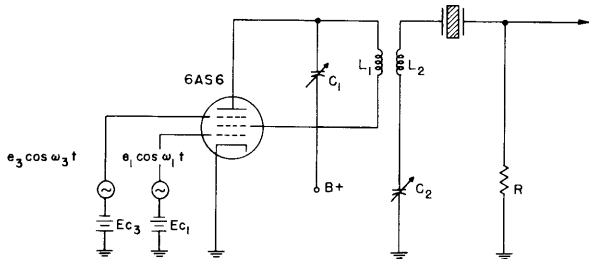 6AS6
C₁
L₁
L₂
e₃ cos ω₃ t
e₁ cos ω₁ t
B+
C₂
R
Ec₃
Ec₁